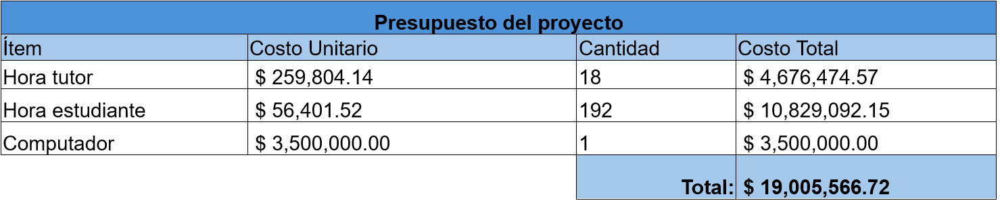 Presupuesto del proyecto
Ítem Costo Unitario Cantidad Costo Total
Hora tutor $ 259,804.14 18 $ 4,676,474.57
Hora estudiante $ 56,401.52 192 $ 10,829,092.15
Computador $ 3,500,000.00 1 $ 3,500,000.00
Total: $ 19,005,566.72